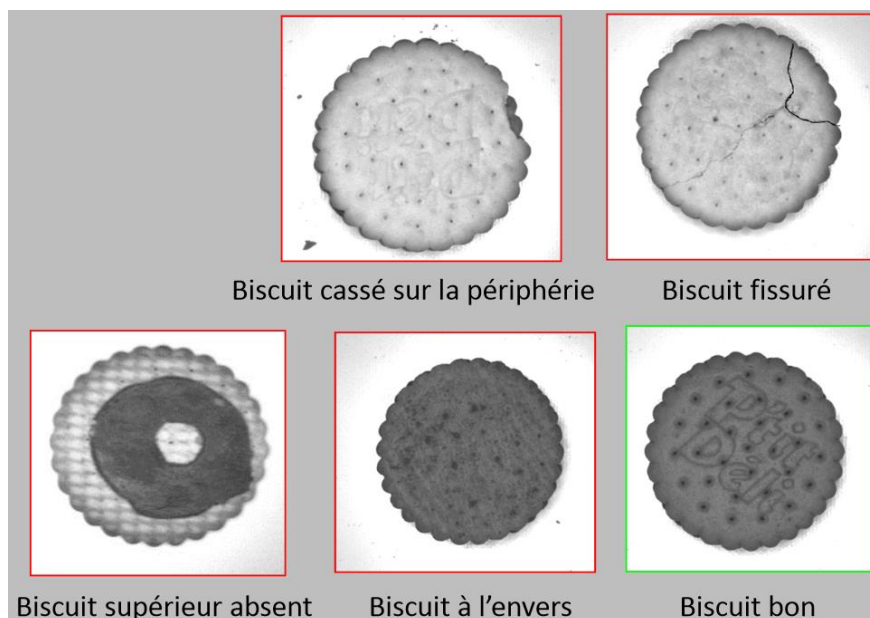 Biscuit cassé sur la périphérie
Biscuit fissuré
Biscuit supérieur absent
Biscuit à l’envers
Biscuit bon